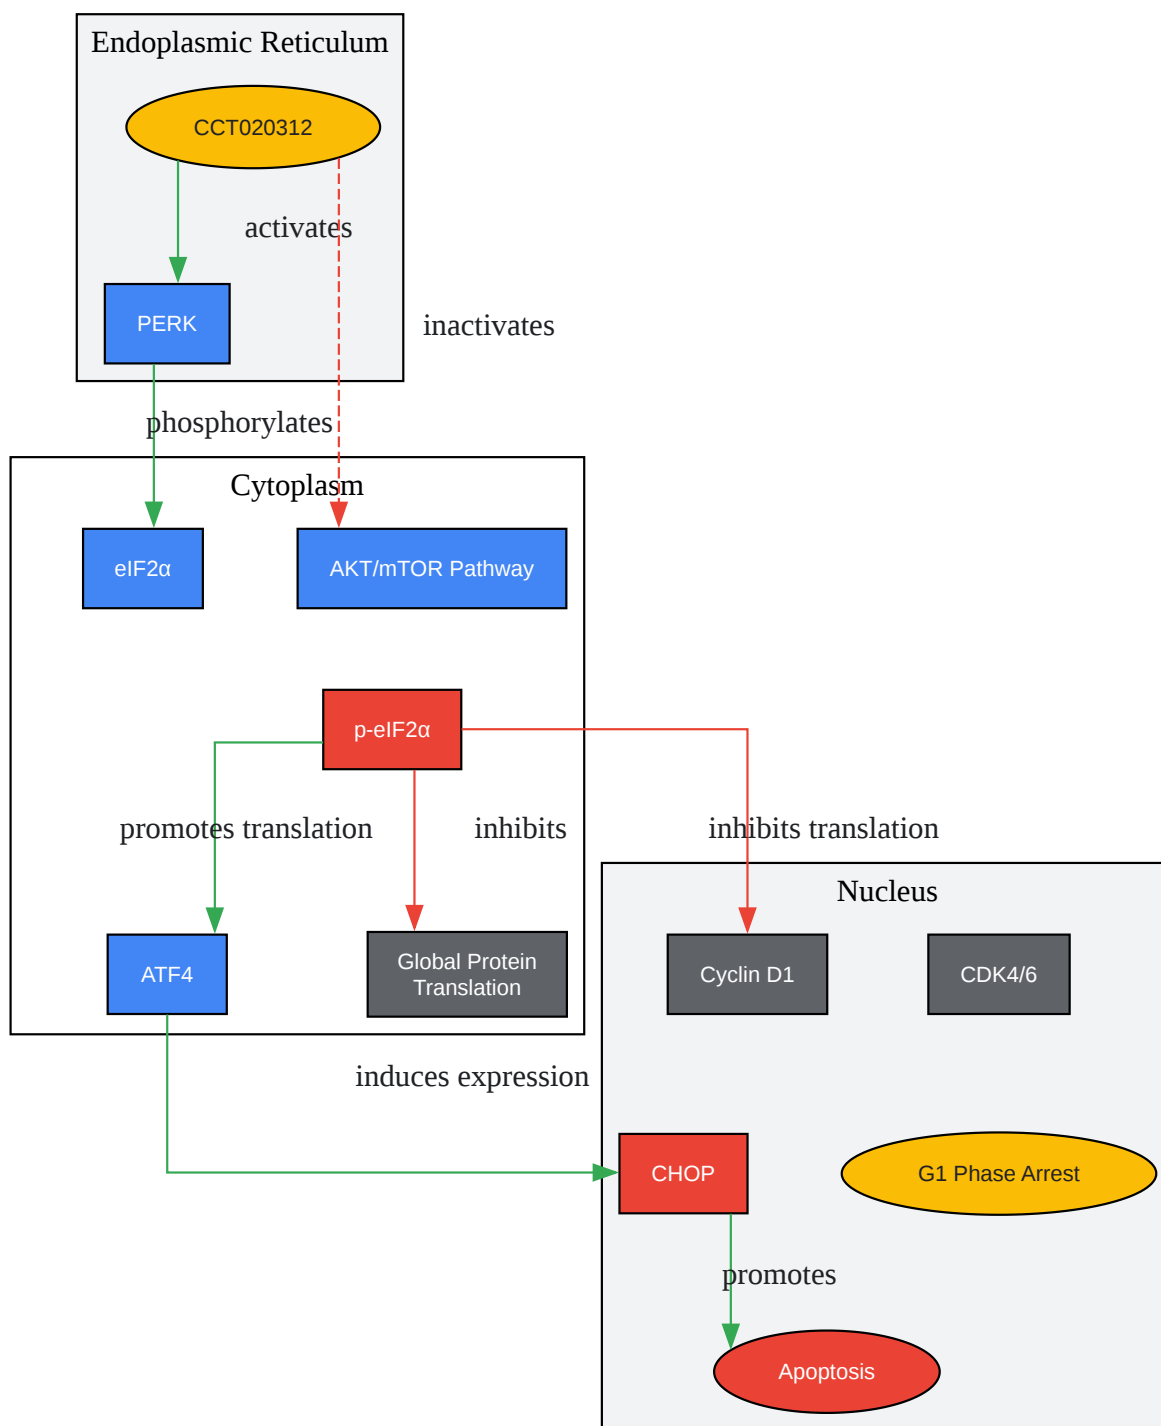 Endoplasmic Reticulum
CCT020312
activates
PERK
inactivates
phosphorylates
Cytoplasm
eIF2α
AKT/mTOR Pathway
p-eIF2α
promotes translation
inhibits
inhibits translation
Nucleus
ATF4
Global Protein
Translation
Cyclin D1
CDK4/6
induces expression
CHOP
G1 Phase Arrest
promotes
Apoptosis